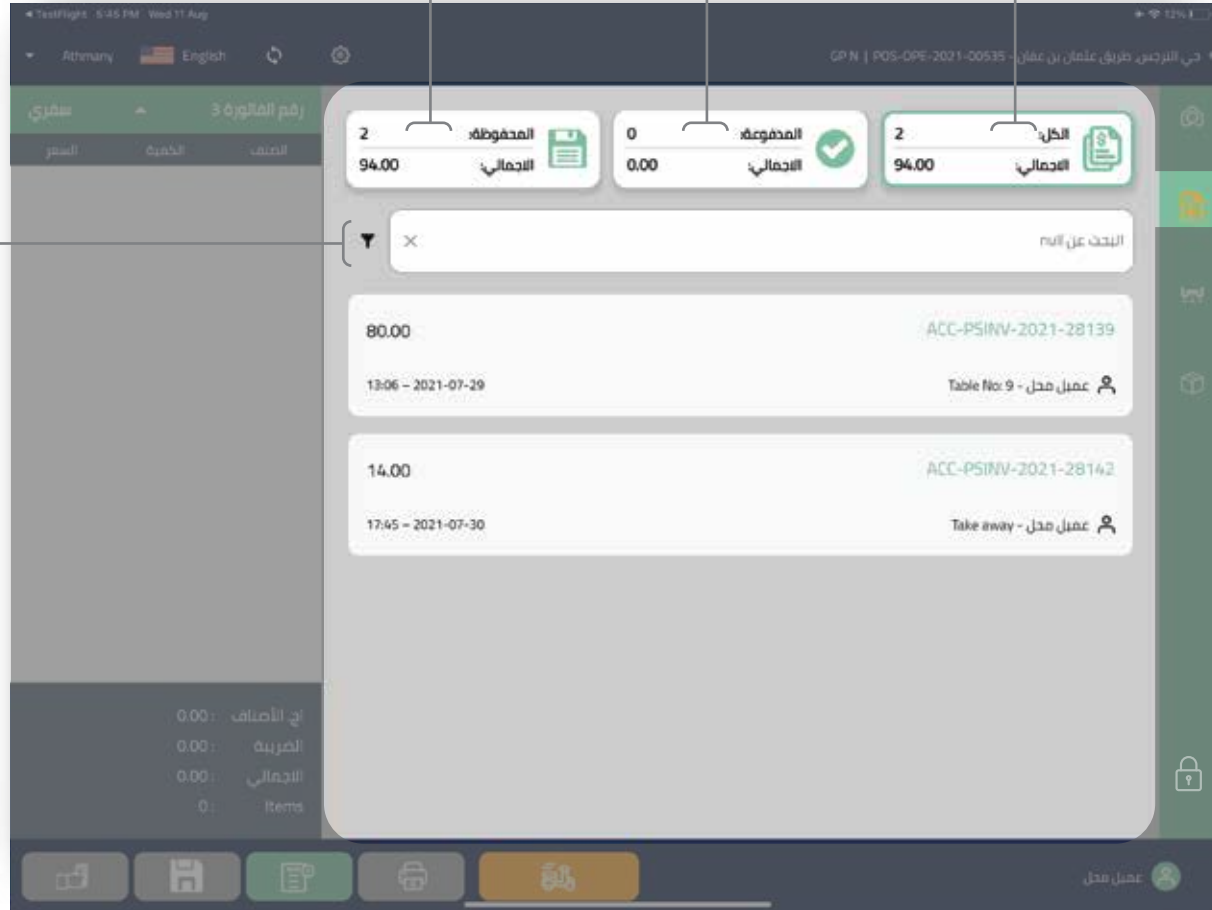 TestFlight 5:45 PM Wed 11 Aug 12%
Athmany English GP N | POS-OPE-2021-00535 - حي النرجس, طريق عثمان بن عفان
رقم الفاتورة 3 سفري
الصنف الكمية السعر
الكل: 2
الاجمالي: 94.00
المدفوعة: 0
الاجمالي: 0.00
المحفوظة: 2
الاجمالي: 94.00
البحث عن null
ACC-PSINV-2021-28139 80.00
عميل محل - Table No: 9 13:06 – 2021-07-29
ACC-PSINV-2021-28142 14.00
عميل محل - Take away 17:45 – 2021-07-30
اج. الأصناف : 0.00
الضريبة : 0.00
الاجمالي : 0.00
Items : 0
عميل محل